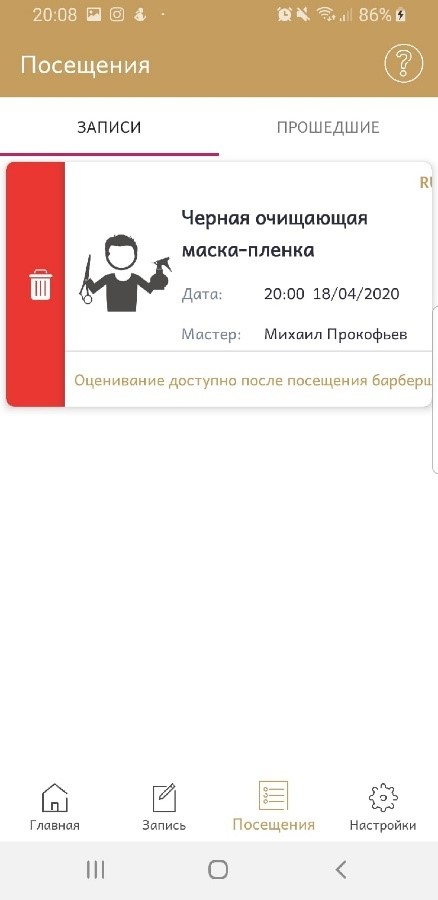 20:08
86%
Посещения
?
ЗАПИСИ
ПРОШЕДШИЕ
Черная очищающая
маска-пленка
Дата: 20:00 18/04/2020
Мастер: Михаил Прокофьев
Оценивание доступно после посещения барберш
Главная
Запись
Посещения
Настройки